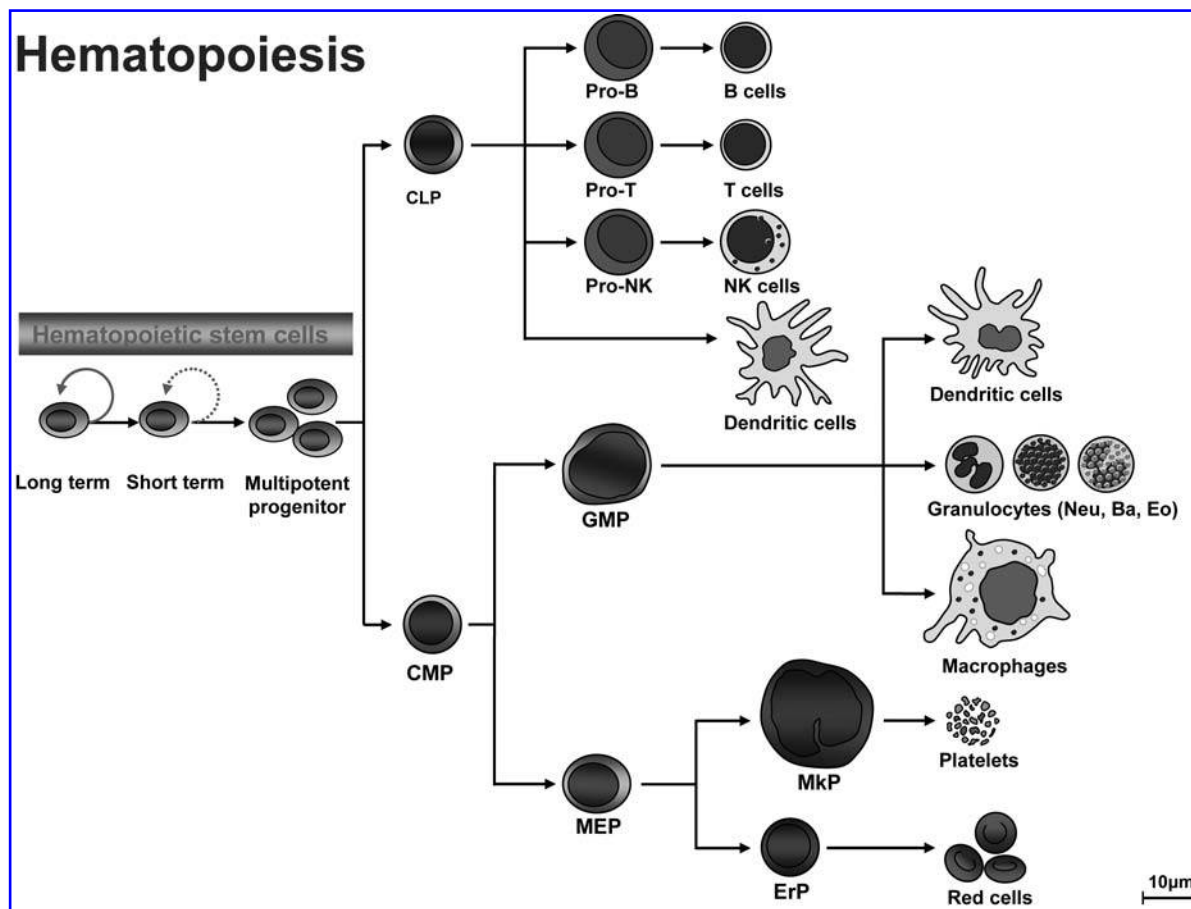 Hematopoiesis
Pro-B
B cells
CLP
Pro-T
T cells
Pro-NK
NK cells
Hematopoietic stem cells
Dendritic cells
Dendritic cells
Long term
Short term
Multipotent
progenitor
GMP
Granulocytes (Neu, Ba, Eo)
CMP
Macrophages
MkP
Platelets
MEP
ErP
Red cells
10µm